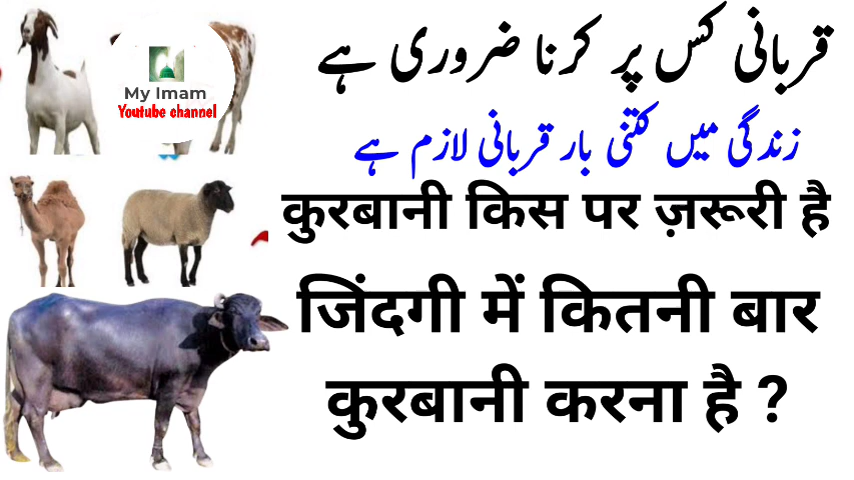 My Imam
Youtube channel
قربانی کس پر کرنا ضروری ہے
زندگی میں کتنی بار قربانی لازم ہے
कुरबानी किस पर ज़रूरी है
जिंदगी में कितनी बार
कुरबानी करना है ?